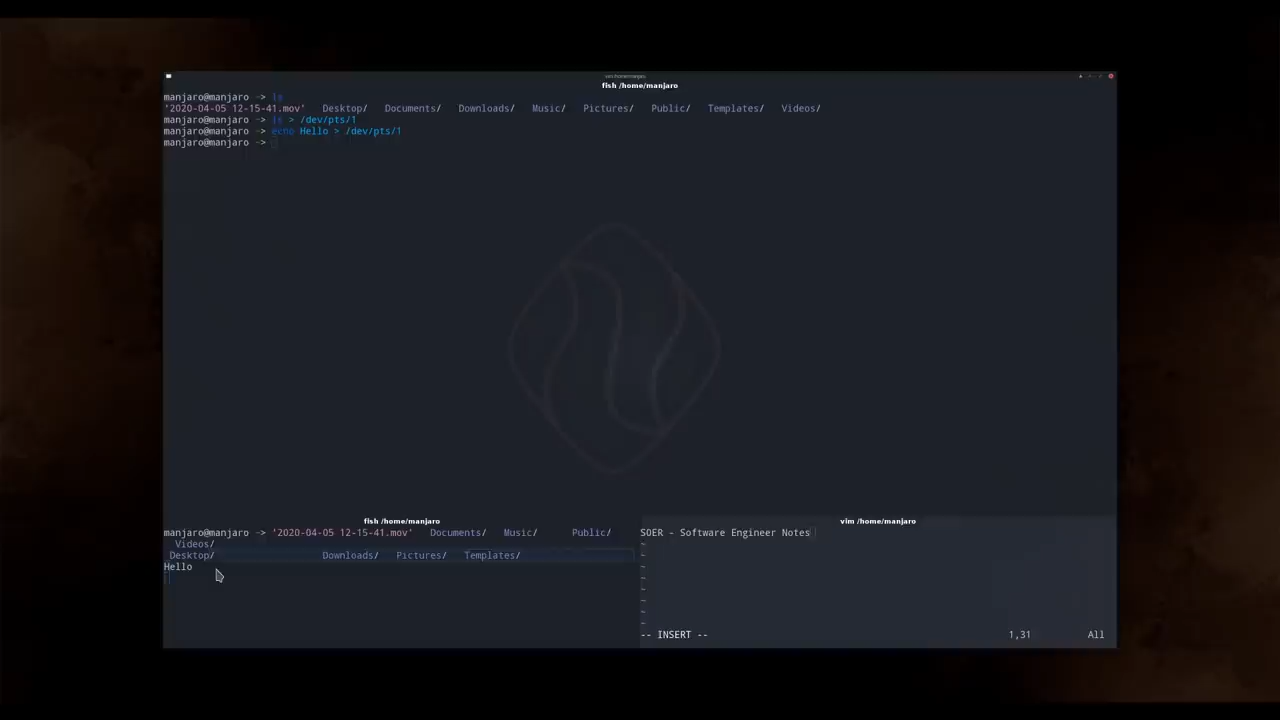 fish /home/manjaro
manjaro@manjaro ~> ls
'2020-04-05 12-15-41.mov' Desktop/ Documents/ Downloads/ Music/ Pictures/ Public/ Templates/ Videos/
manjaro@manjaro ~> ls > /dev/pts/1
manjaro@manjaro ~> echo Hello > /dev/pts/1
manjaro@manjaro ~>
fish /home/manjaro
manjaro@manjaro ~> '2020-04-05 12-15-41.mov' Documents/ Music/ Public/
Videos/
Desktop/ Downloads/ Pictures/ Templates/
Hello
vim /home/manjaro
SOER - Software Engineer Notes
~
~
~
~
~
~
~
~
-- INSERT -- 1,31 All